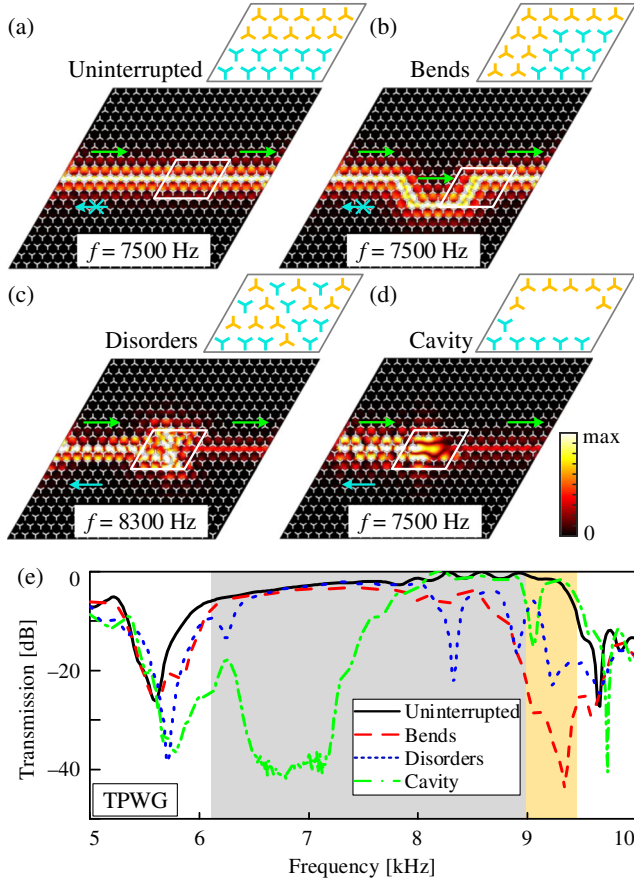 (a)
Uninterrupted
f = 7500 Hz
(b)
Bends
f = 7500 Hz
(c)
Disorders
f = 8300 Hz
(d)
Cavity
f = 7500 Hz
max
0
(e)
Transmission [dB]
0
−20
−40
Uninterrupted
Bends
Disorders
Cavity
TPWG
5 6 7 8 9 10
Frequency [kHz]